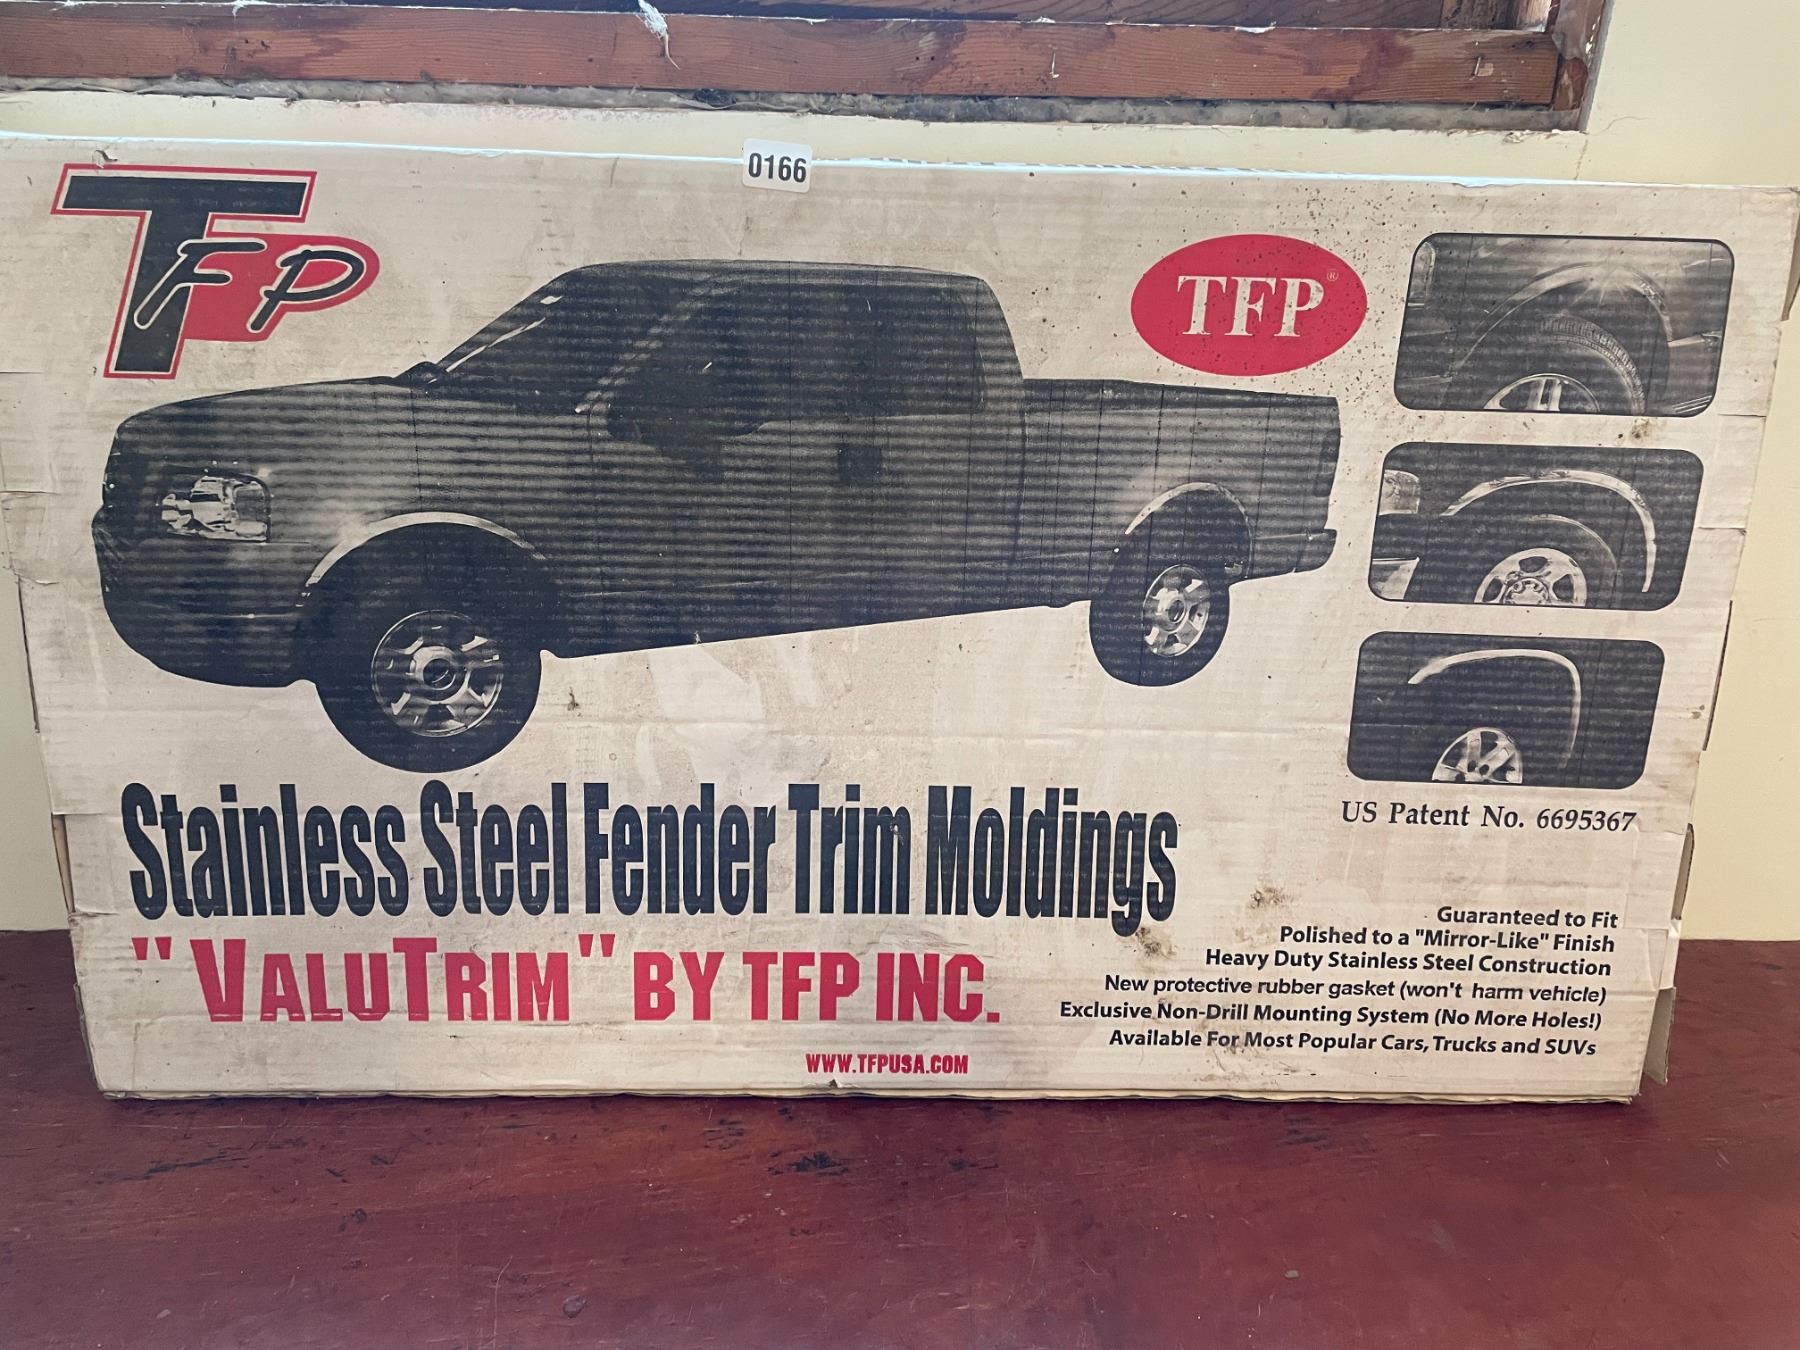 0166
TFP
TFP®
US Patent No. 6695367
Stainless Steel Fender Trim Moldings
"VALUTRIM" BY TFP INC.
WWW.TFPUSA.COM
Guaranteed to Fit
Polished to a "Mirror-Like" Finish
Heavy Duty Stainless Steel Construction
New protective rubber gasket (won't harm vehicle)
Exclusive Non-Drill Mounting System (No More Holes!)
Available For Most Popular Cars, Trucks and SUVs